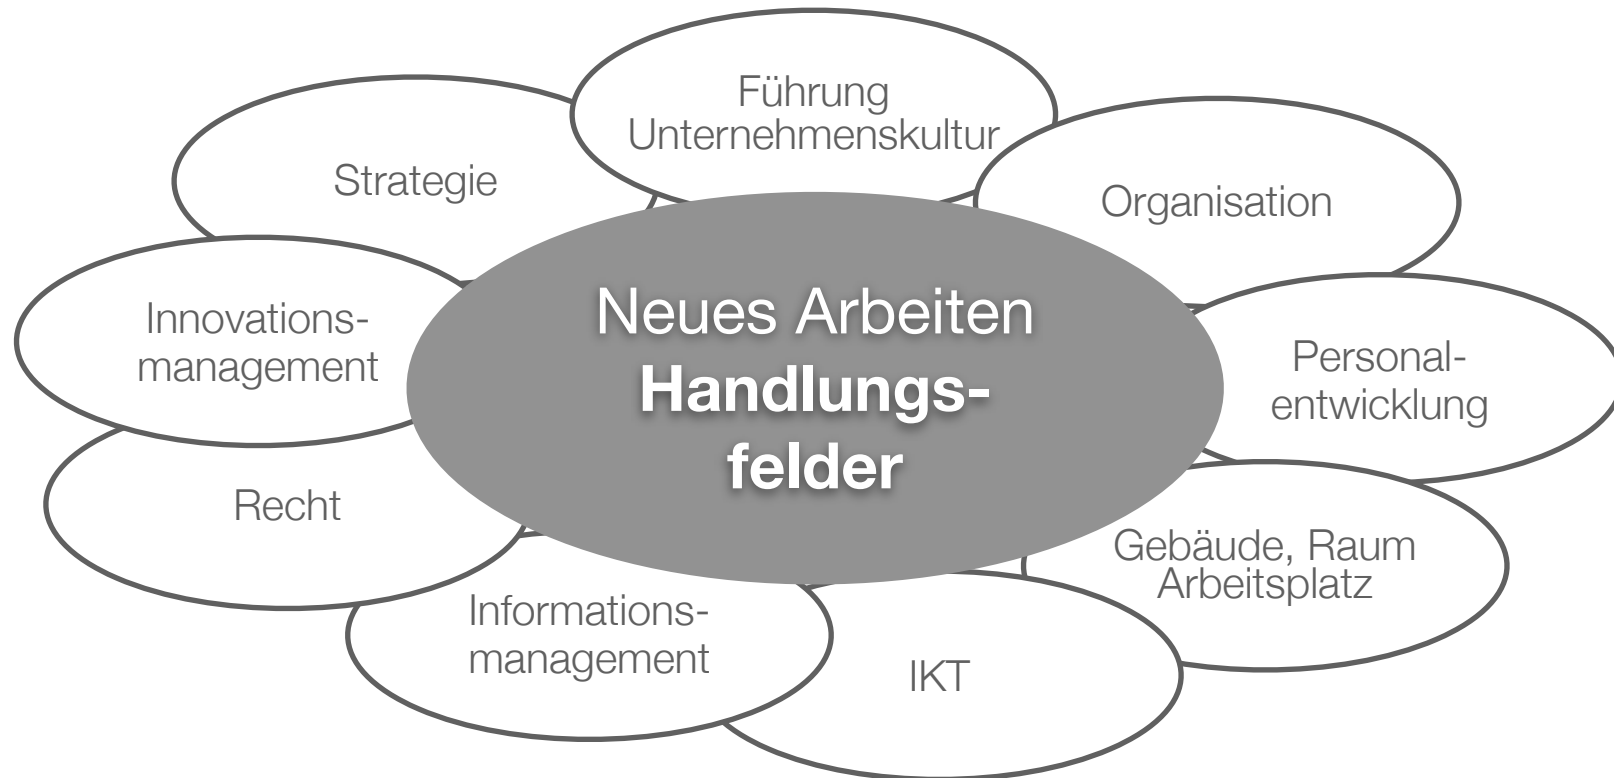 Führung
Unternehmenskultur
Strategie
Organisation
Neues Arbeiten
Handlungs-
felder
Innovations-
management
Personal-
entwicklung
Recht
Gebäude, Raum
Arbeitsplatz
Informations-
management
IKT